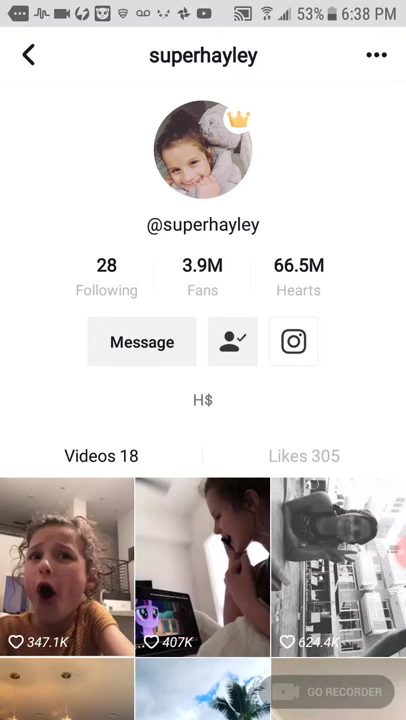 53% 6:38 PM
superhayley
@superhayley
28 3.9M 66.5M
Following Fans Hearts
Message
H$
Videos 18 Likes 305
347.1K 407K 624.4K
GO RECORDER